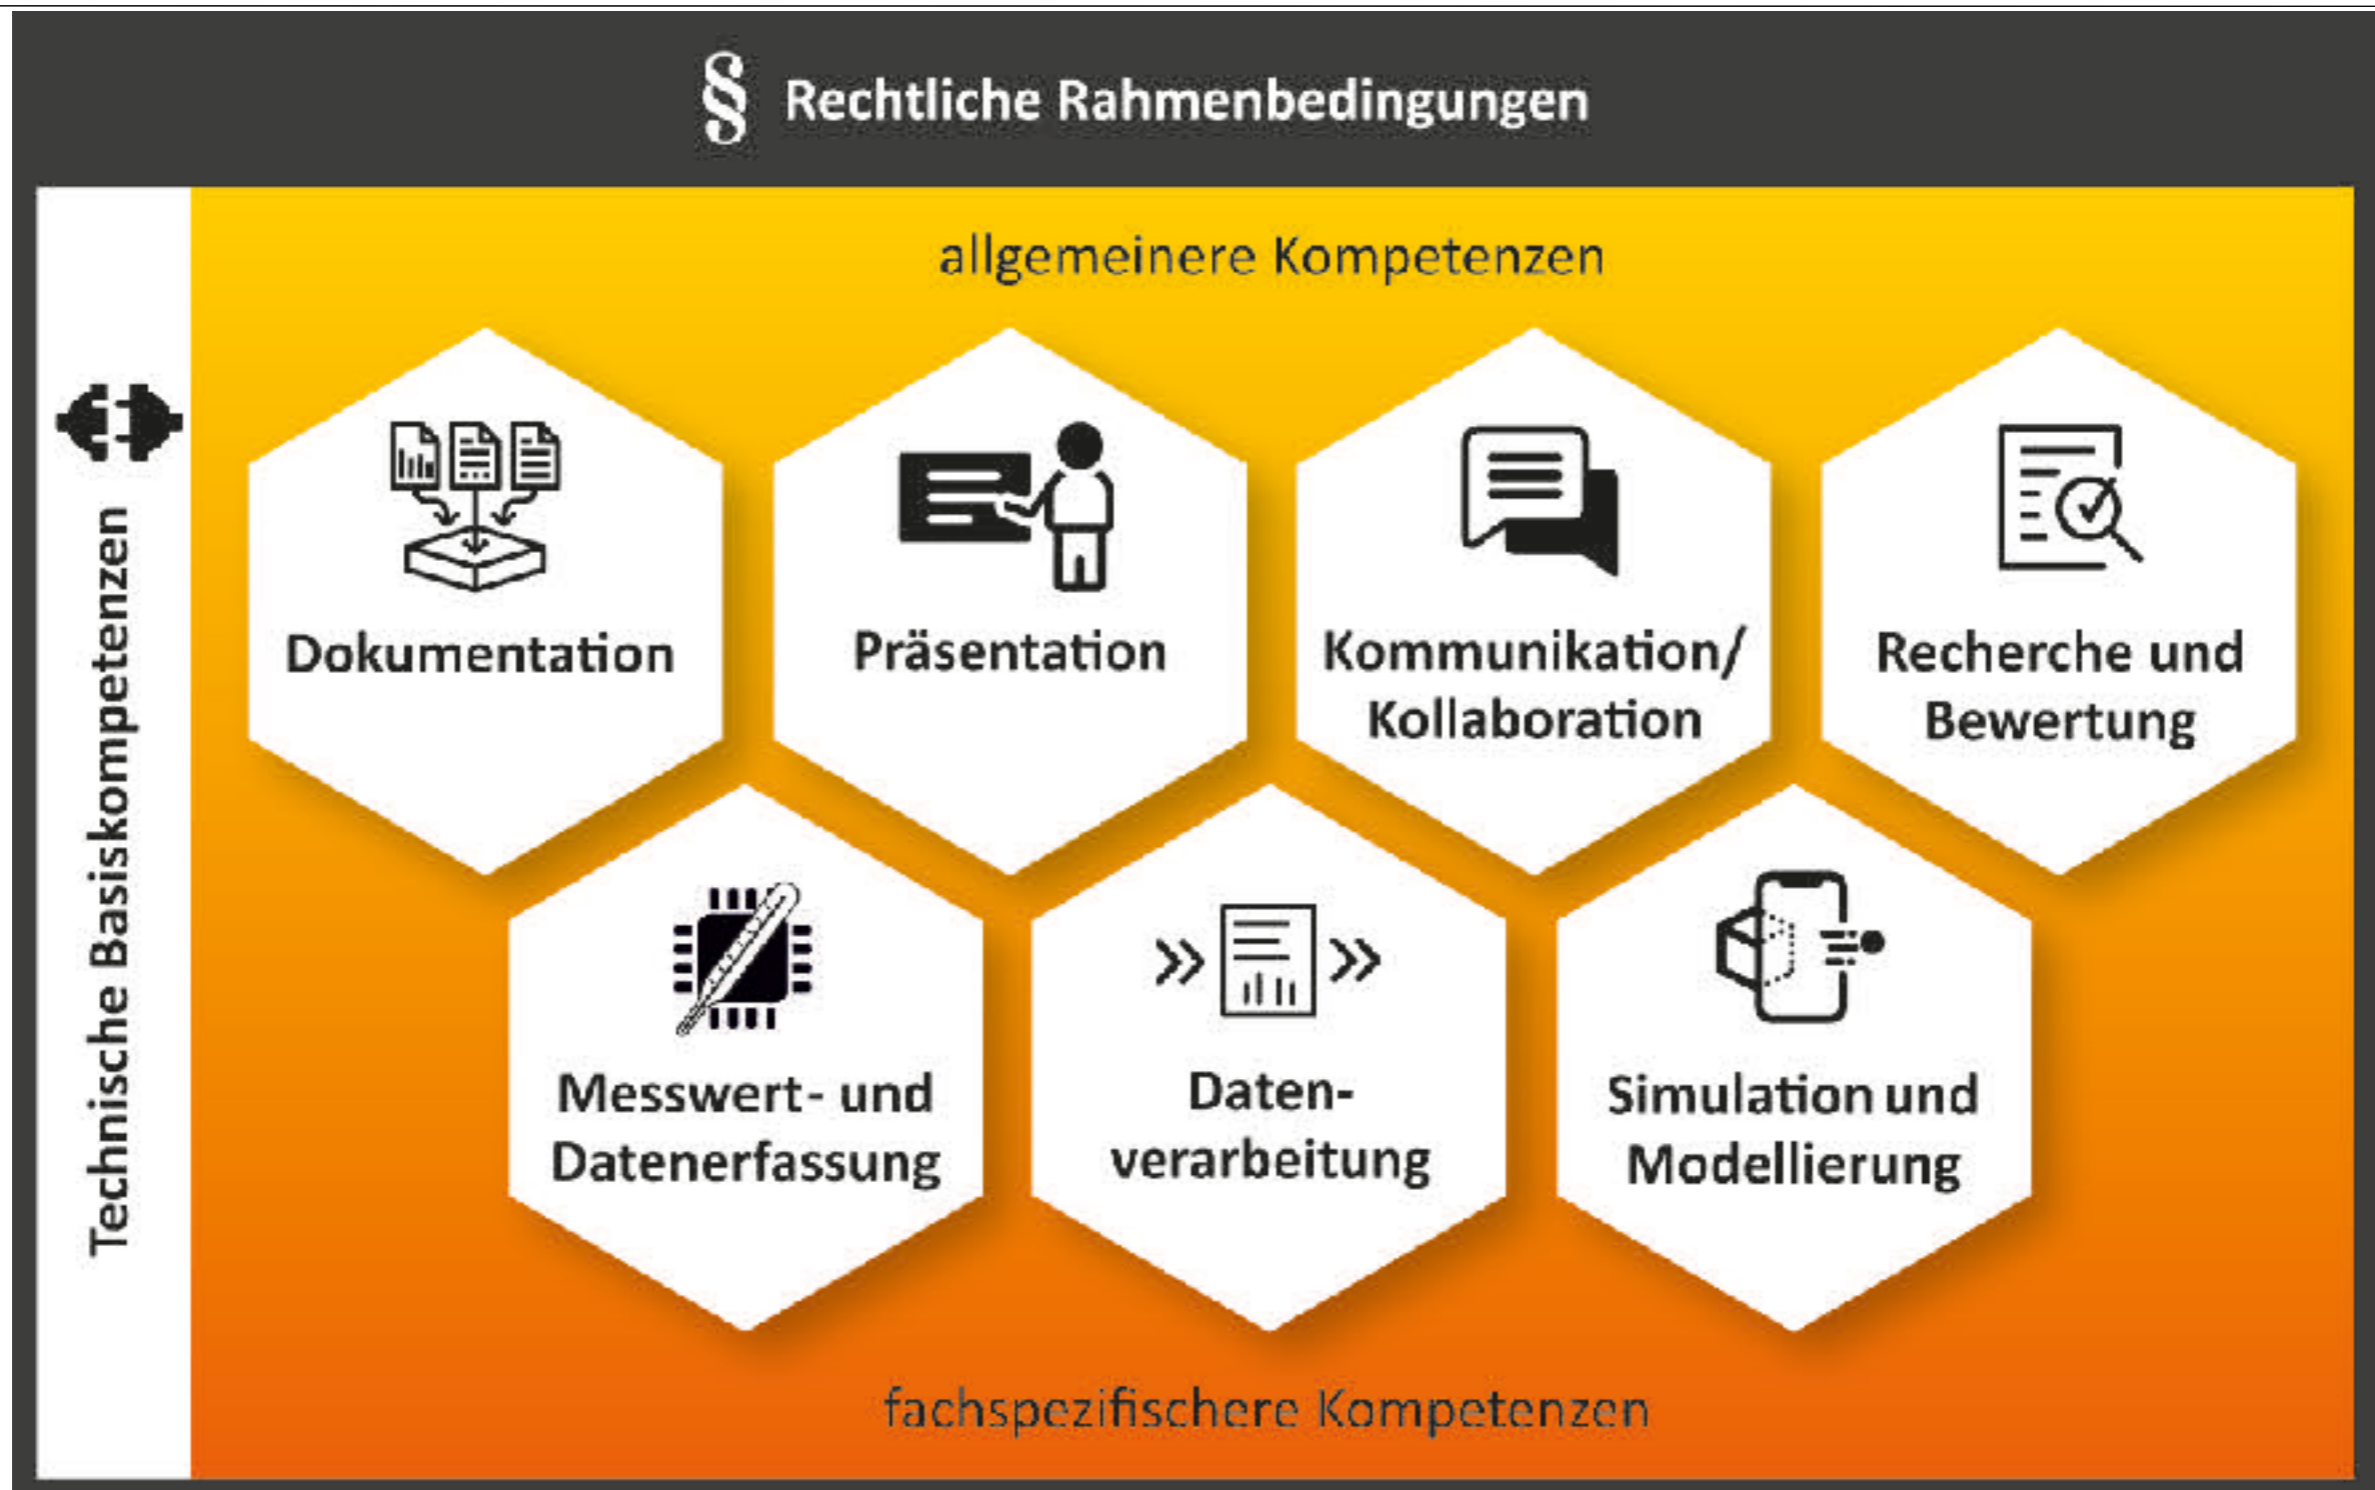 § Rechtliche Rahmenbedingungen
Technische Basiskompetenzen
allgemeinere Kompetenzen
Dokumentation
Präsentation
Kommunikation/
Kollaboration
Recherche und
Bewertung
Messwert- und
Datenerfassung
Daten-
verarbeitung
Simulation und
Modellierung
fachspezifischere Kompetenzen